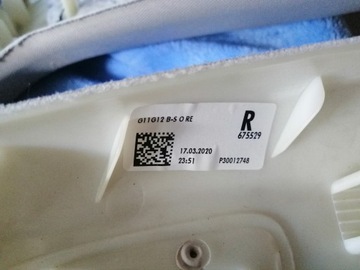 G11G12 B-S O RE
R
675529
17.03.2020
23:51 P30012748